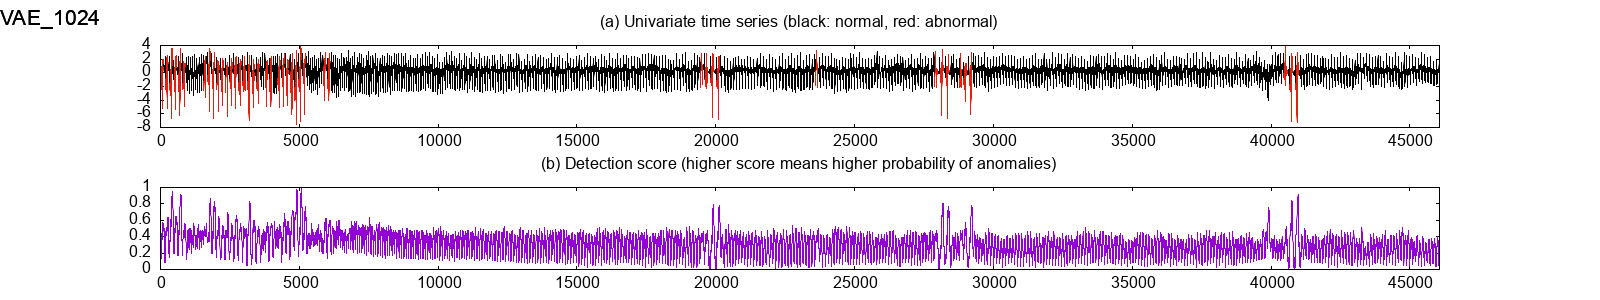 VAE_1024
(a) Univariate time series (black: normal, red: abnormal)
4
2
0
-2
-4
-6
-8
0 5000 10000 15000 20000 25000 30000 35000 40000 45000
(b) Detection score (higher score means higher probability of anomalies)
1
0.8
0.6
0.4
0.2
0
0 5000 10000 15000 20000 25000 30000 35000 40000 45000